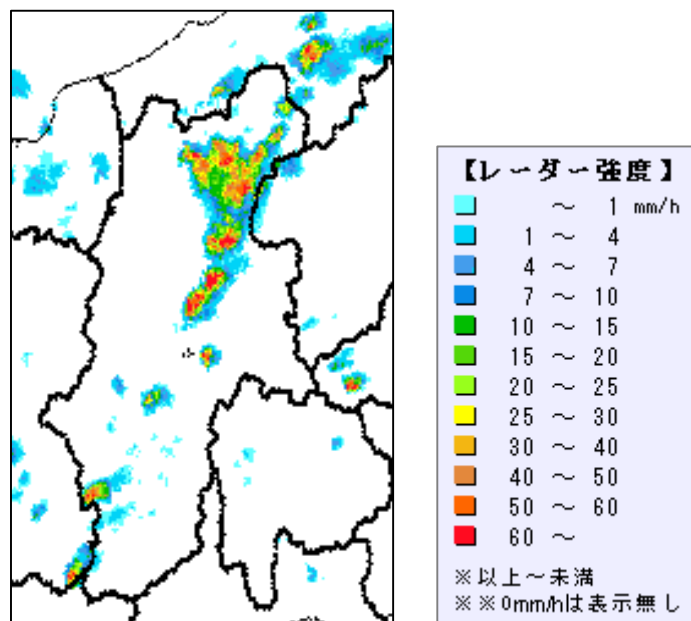 【レーダー強度】
～ 1 mm/h
1 ～ 4
4 ～ 7
7 ～ 10
10 ～ 15
15 ～ 20
20 ～ 25
25 ～ 30
30 ～ 40
40 ～ 50
50 ～ 60
60 ～
※以上～未満
※※0mm/hは表示無し